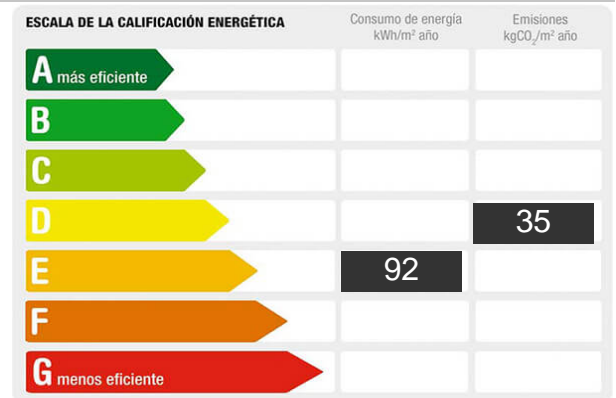 ESCALA DE LA CALIFICACIÓN ENERGÉTICA
Consumo de energía
kWh/m² año
Emisiones
kgCO₂/m² año
A más eficiente
B
C
D
35
E
92
F
G menos eficiente